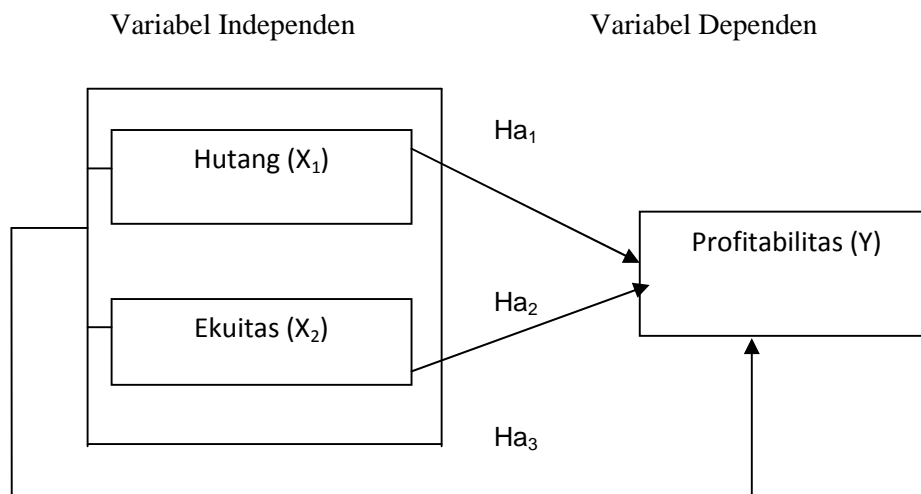 Variabel Independen
Variabel Dependen
Ha₁
Hutang (X₁)
Profitabilitas (Y)
Ha₂
Ekuitas (X₂)
Ha₃